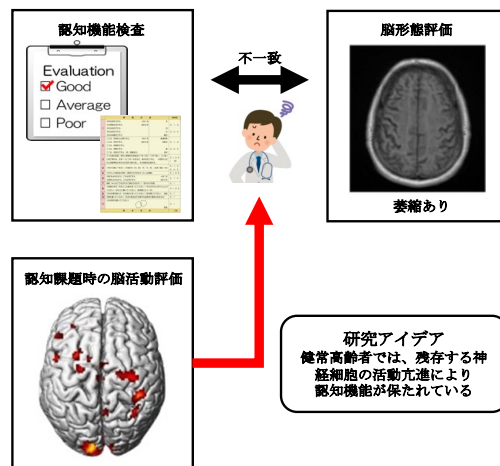 認知機能検査
Evaluation
Good
Average
Poor
不一致
脳形態評価
萎縮あり
認知課題時の脳活動評価
研究アイデア
健常高齢者では、残存する神
経細胞の活動亢進により
認知機能が保たれている